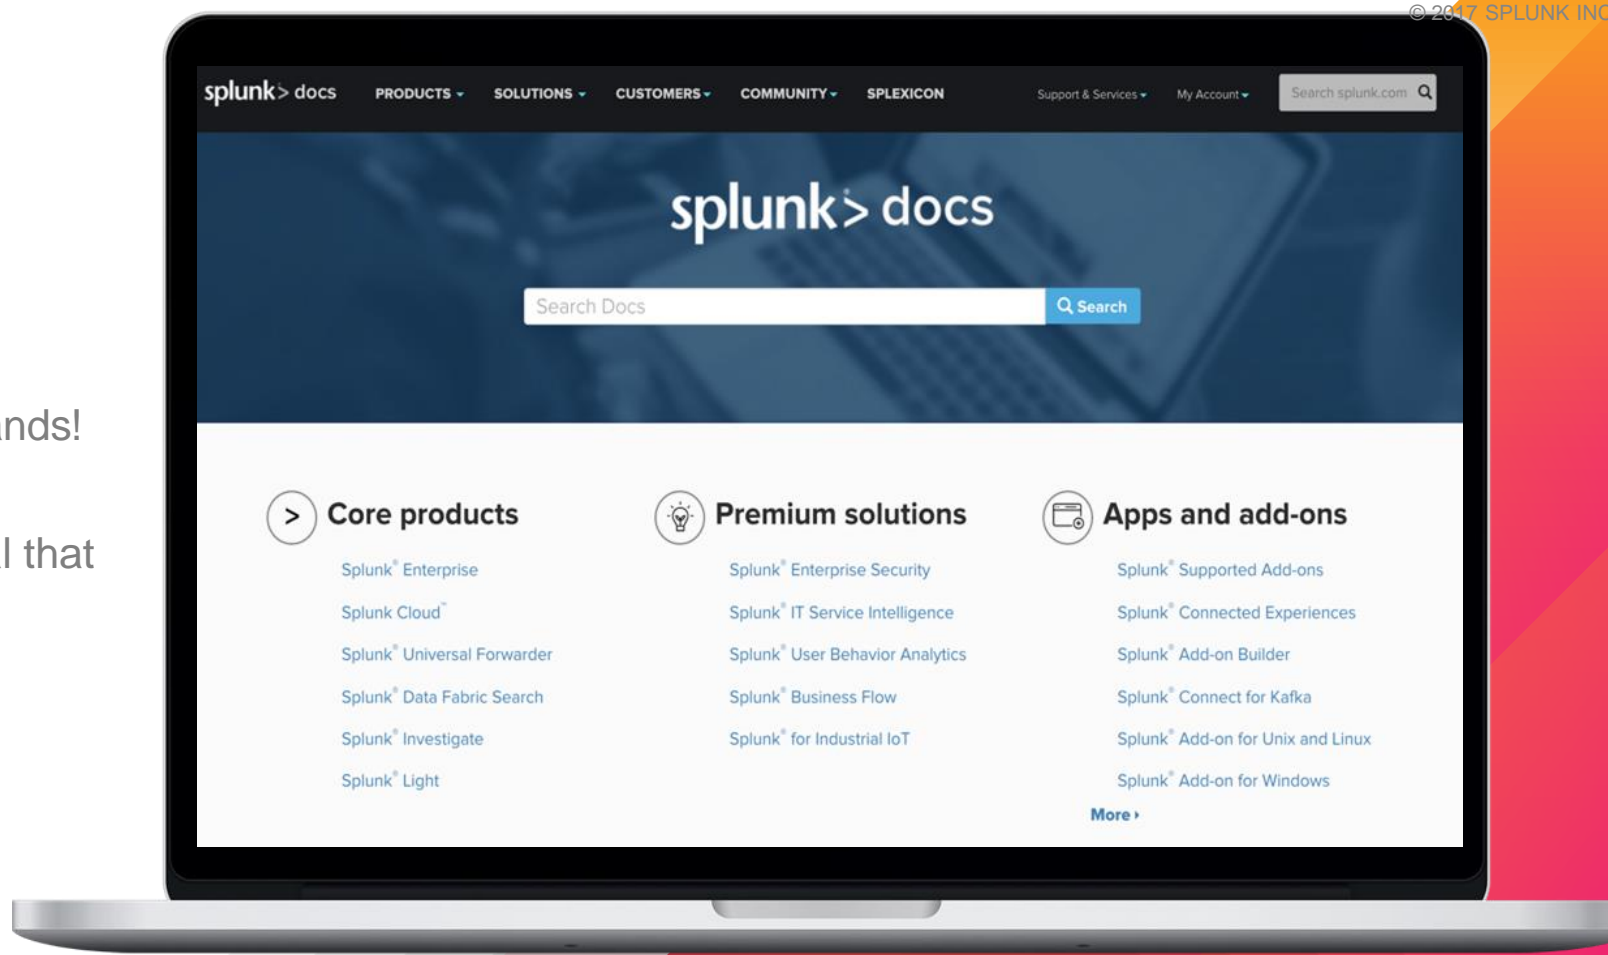 © 2017 SPLUNK INC
splunk> docs PRODUCTS SOLUTIONS CUSTOMERS COMMUNITY SPLEXICON Support & Services My Account Search splunk.com
splunk> docs
Search Docs Search
ands!
l that
> Core products
Splunk® Enterprise
Splunk Cloud™
Splunk® Universal Forwarder
Splunk® Data Fabric Search
Splunk® Investigate
Splunk® Light
Premium solutions
Splunk® Enterprise Security
Splunk® IT Service Intelligence
Splunk® User Behavior Analytics
Splunk® Business Flow
Splunk® for Industrial IoT
Apps and add-ons
Splunk® Supported Add-ons
Splunk® Connected Experiences
Splunk® Add-on Builder
Splunk® Connect for Kafka
Splunk® Add-on for Unix and Linux
Splunk® Add-on for Windows
More